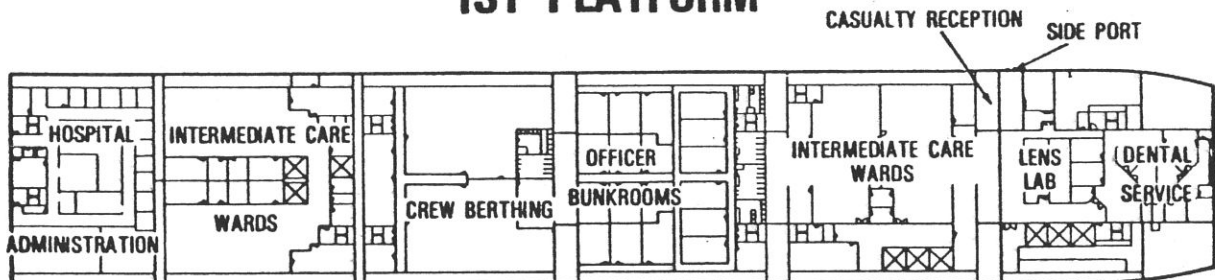 1ST PLATFORM
CASUALTY RECEPTION
SIDE PORT
HOSPITAL
ADMINISTRATION
INTERMEDIATE CARE
WARDS
CREW BERTHING
OFFICER
BUNKROOMS
INTERMEDIATE CARE
WARDS
LENS
LAB
DENTAL
SERVICE